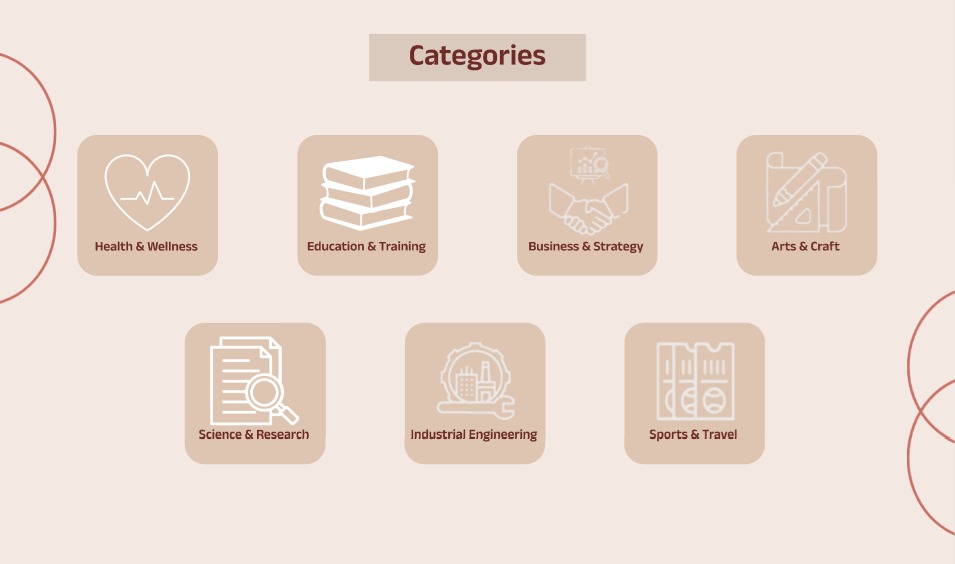 Categories
Health & Wellness
Education & Training
Business & Strategy
Arts & Craft
Science & Research
Industrial Engineering
Sports & Travel